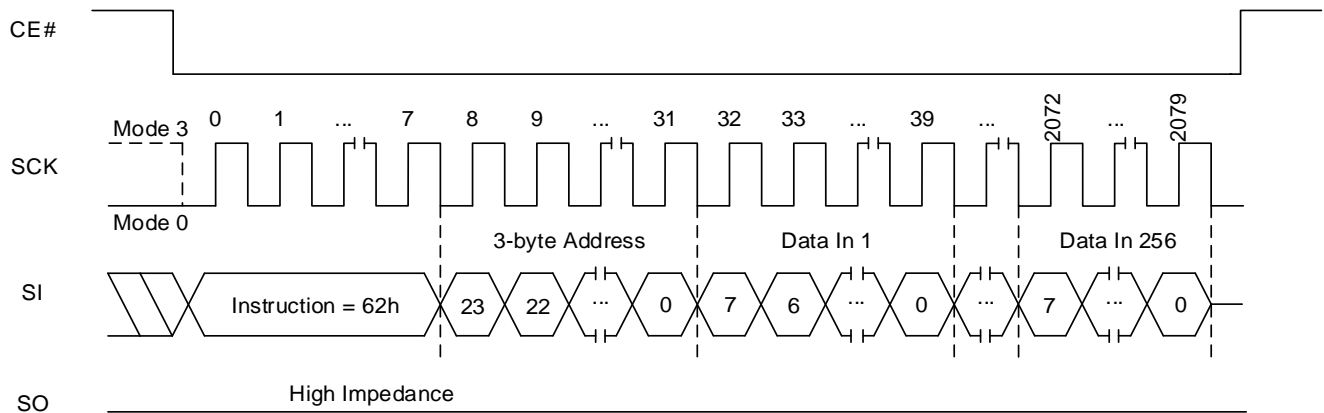 CE#
0 1 ... 7 8 9 ... 31 32 33 ... 39 ... 2072 ... 2079
Mode 3
SCK
Mode 0
3-byte Address Data In 1 Data In 256
SI
Instruction = 62h 23 22 ... 0 7 6 ... 0 ... 7 ... 0
High Impedance
SO